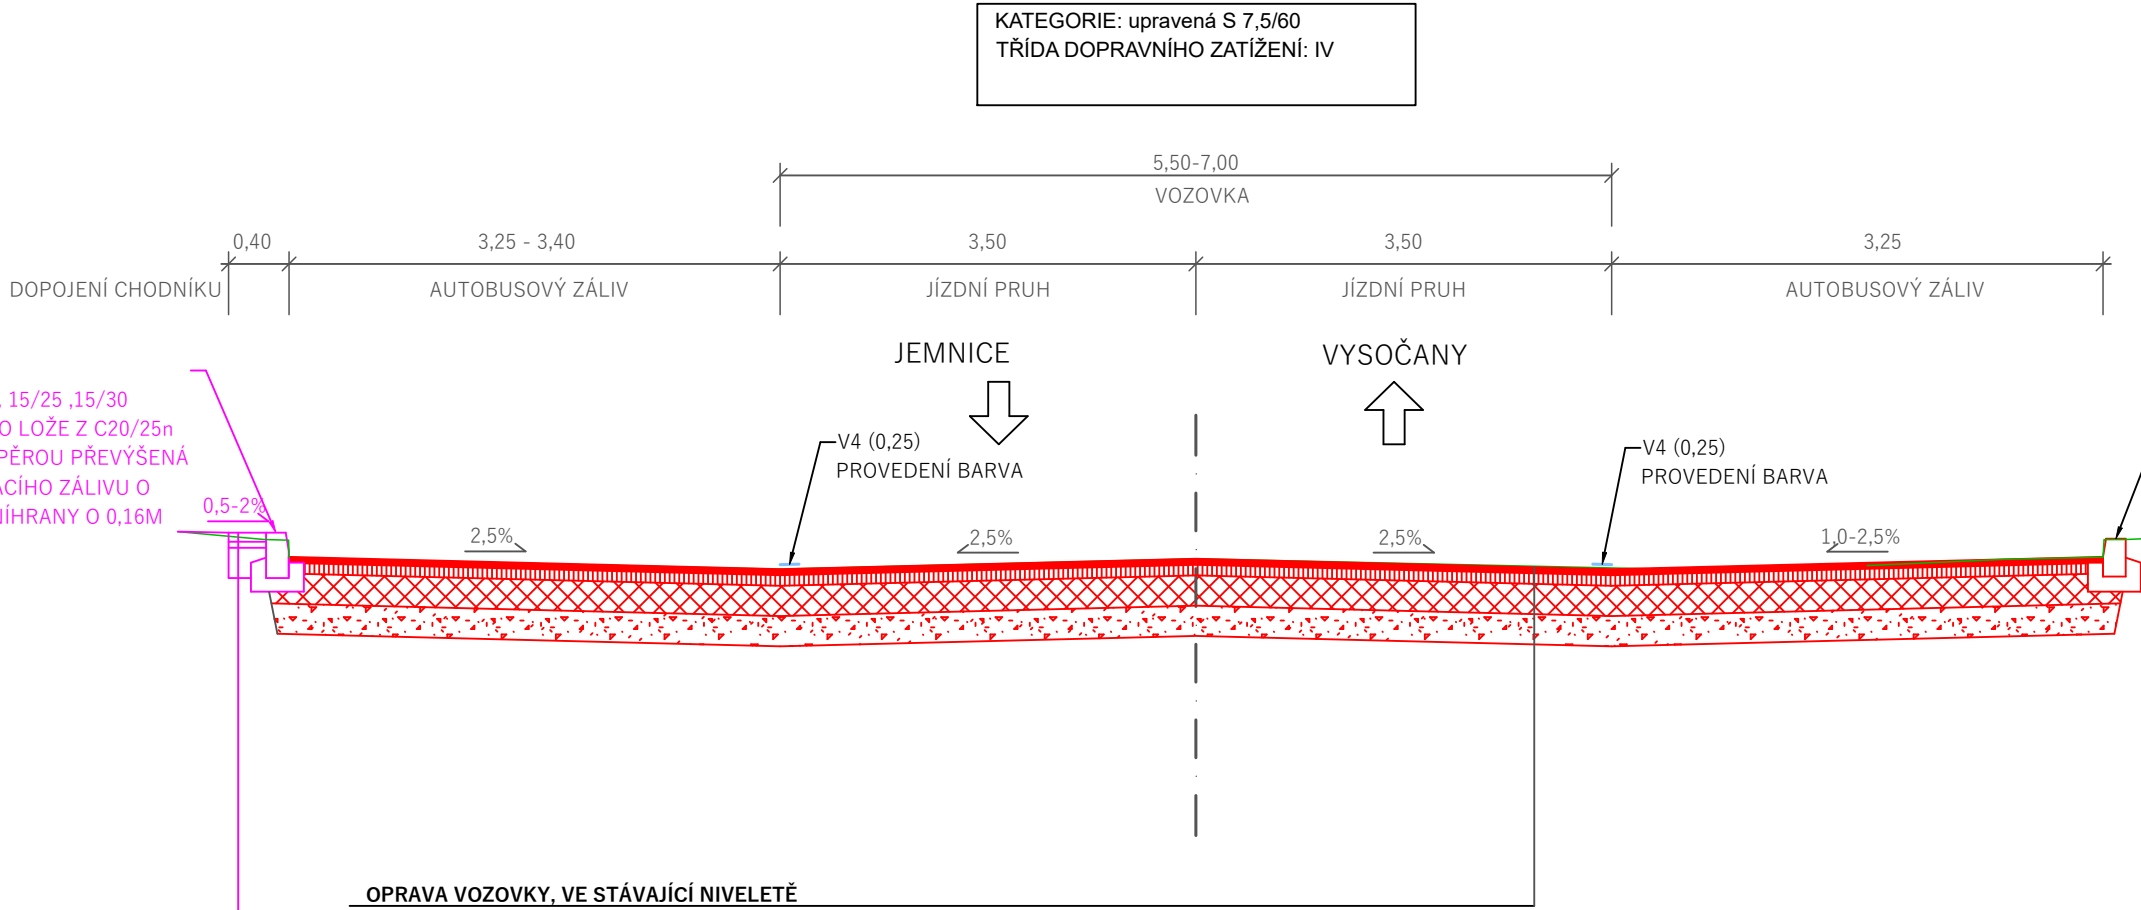 KATEGORIE: upravená S 7,5/60
TŘÍDA DOPRAVNÍHO ZATÍŽENÍ: IV
5,50-7,00
VOZOVKA
0,40
3,25 - 3,40
3,50
3,50
3,25
DOPOJENÍ CHODNÍKU
AUTOBUSOVÝ ZÁLIV
JÍZDNÍ PRUH
JÍZDNÍ PRUH
AUTOBUSOVÝ ZÁLIV
JEMNICE
VYSOČANY
15/25 ,15/30
O LOŽE Z C20/25n
PĚROU PŘEVÝŠENÁ
ACÍHO ZÁLIVU O
NÍHRANY O 0,16M
V4 (0,25)
PROVEDENÍ BARVA
V4 (0,25)
PROVEDENÍ BARVA
0,5-2%
2,5%
2,5%
2,5%
1,0-2,5%
OPRAVA VOZOVKY, VE STÁVAJÍCÍ NIVELETĚ